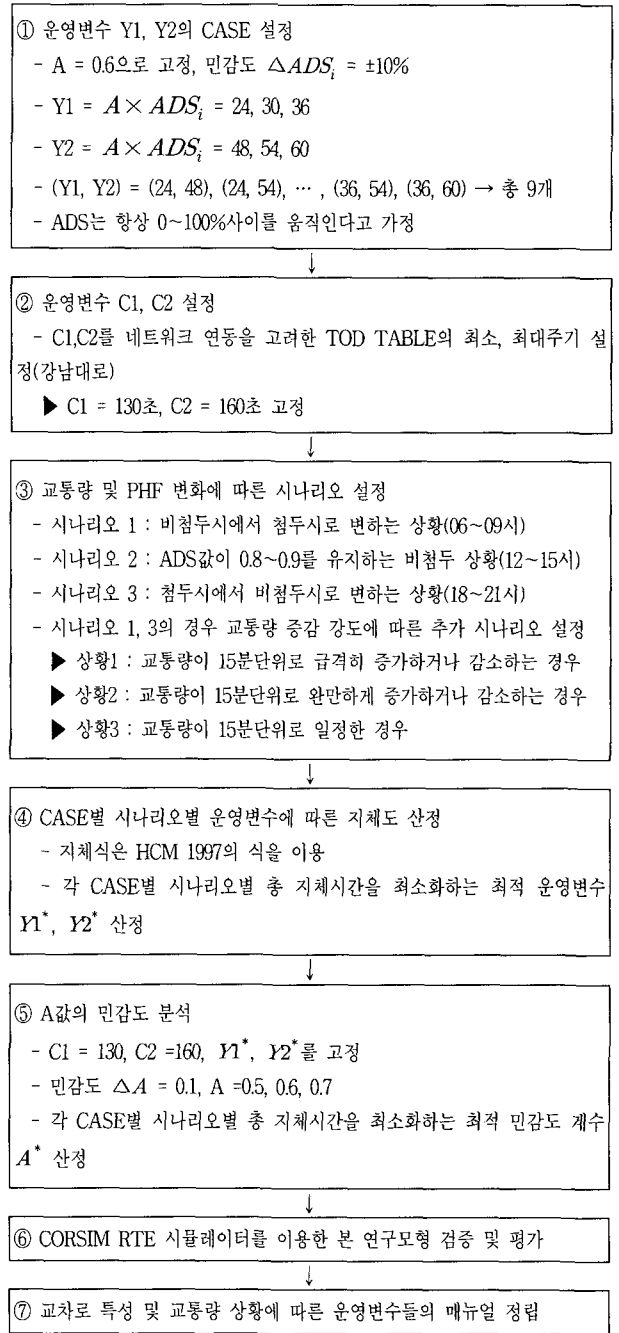 ① 운영변수 Y1, Y2의 CASE 설정
- A = 0.6으로 고정, 민감도 △ADSᵢ = ±10%
- Y1 = A × ADSᵢ = 24, 30, 36
- Y2 = A × ADSᵢ = 48, 54, 60
- (Y1, Y2) = (24, 48), (24, 54), ⋯ , (36, 54), (36, 60) → 총 9개
- ADS는 항상 0~100%사이를 움직인다고 가정
↓
② 운영변수 C1, C2 설정
- C1,C2를 네트워크 연동을 고려한 TOD TABLE의 최소, 최대주기 설
정(강남대로)
▶ C1 = 130초, C2 = 160초 고정
↓
③ 교통량 및 PHF 변화에 따른 시나리오 설정
- 시나리오 1 : 비첨두시에서 첨두시로 변하는 상황(06~09시)
- 시나리오 2 : ADS값이 0.8~0.9를 유지하는 비첨두 상황(12~15시)
- 시나리오 3 : 첨두시에서 비첨두시로 변하는 상황(18~21시)
- 시나리오 1, 3의 경우 교통량 증감 강도에 따른 추가 시나리오 설정
▶ 상황1 : 교통량이 15분단위로 급격히 증가하거나 감소하는 경우
▶ 상황2 : 교통량이 15분단위로 완만하게 증가하거나 감소하는 경우
▶ 상황3 : 교통량이 15분단위로 일정한 경우
↓
④ CASE별 시나리오별 운영변수에 따른 지체도 산정
- 지체식은 HCM 1997의 식을 이용
- 각 CASE별 시나리오별 총 지체시간을 최소화하는 최적 운영변수
Y1*, Y2* 산정
↓
⑤ A값의 민감도 분석
- C1 = 130, C2 =160, Y1*, Y2*를 고정
- 민감도 △A = 0.1, A =0.5, 0.6, 0.7
- 각 CASE별 시나리오별 총 지체시간을 최소화하는 최적 민감도 계수
A* 산정
↓
⑥ CORSIM RTE 시뮬레이터를 이용한 본 연구모형 검증 및 평가
↓
⑦ 교차로 특성 및 교통량 상황에 따른 운영변수들의 매뉴얼 정립